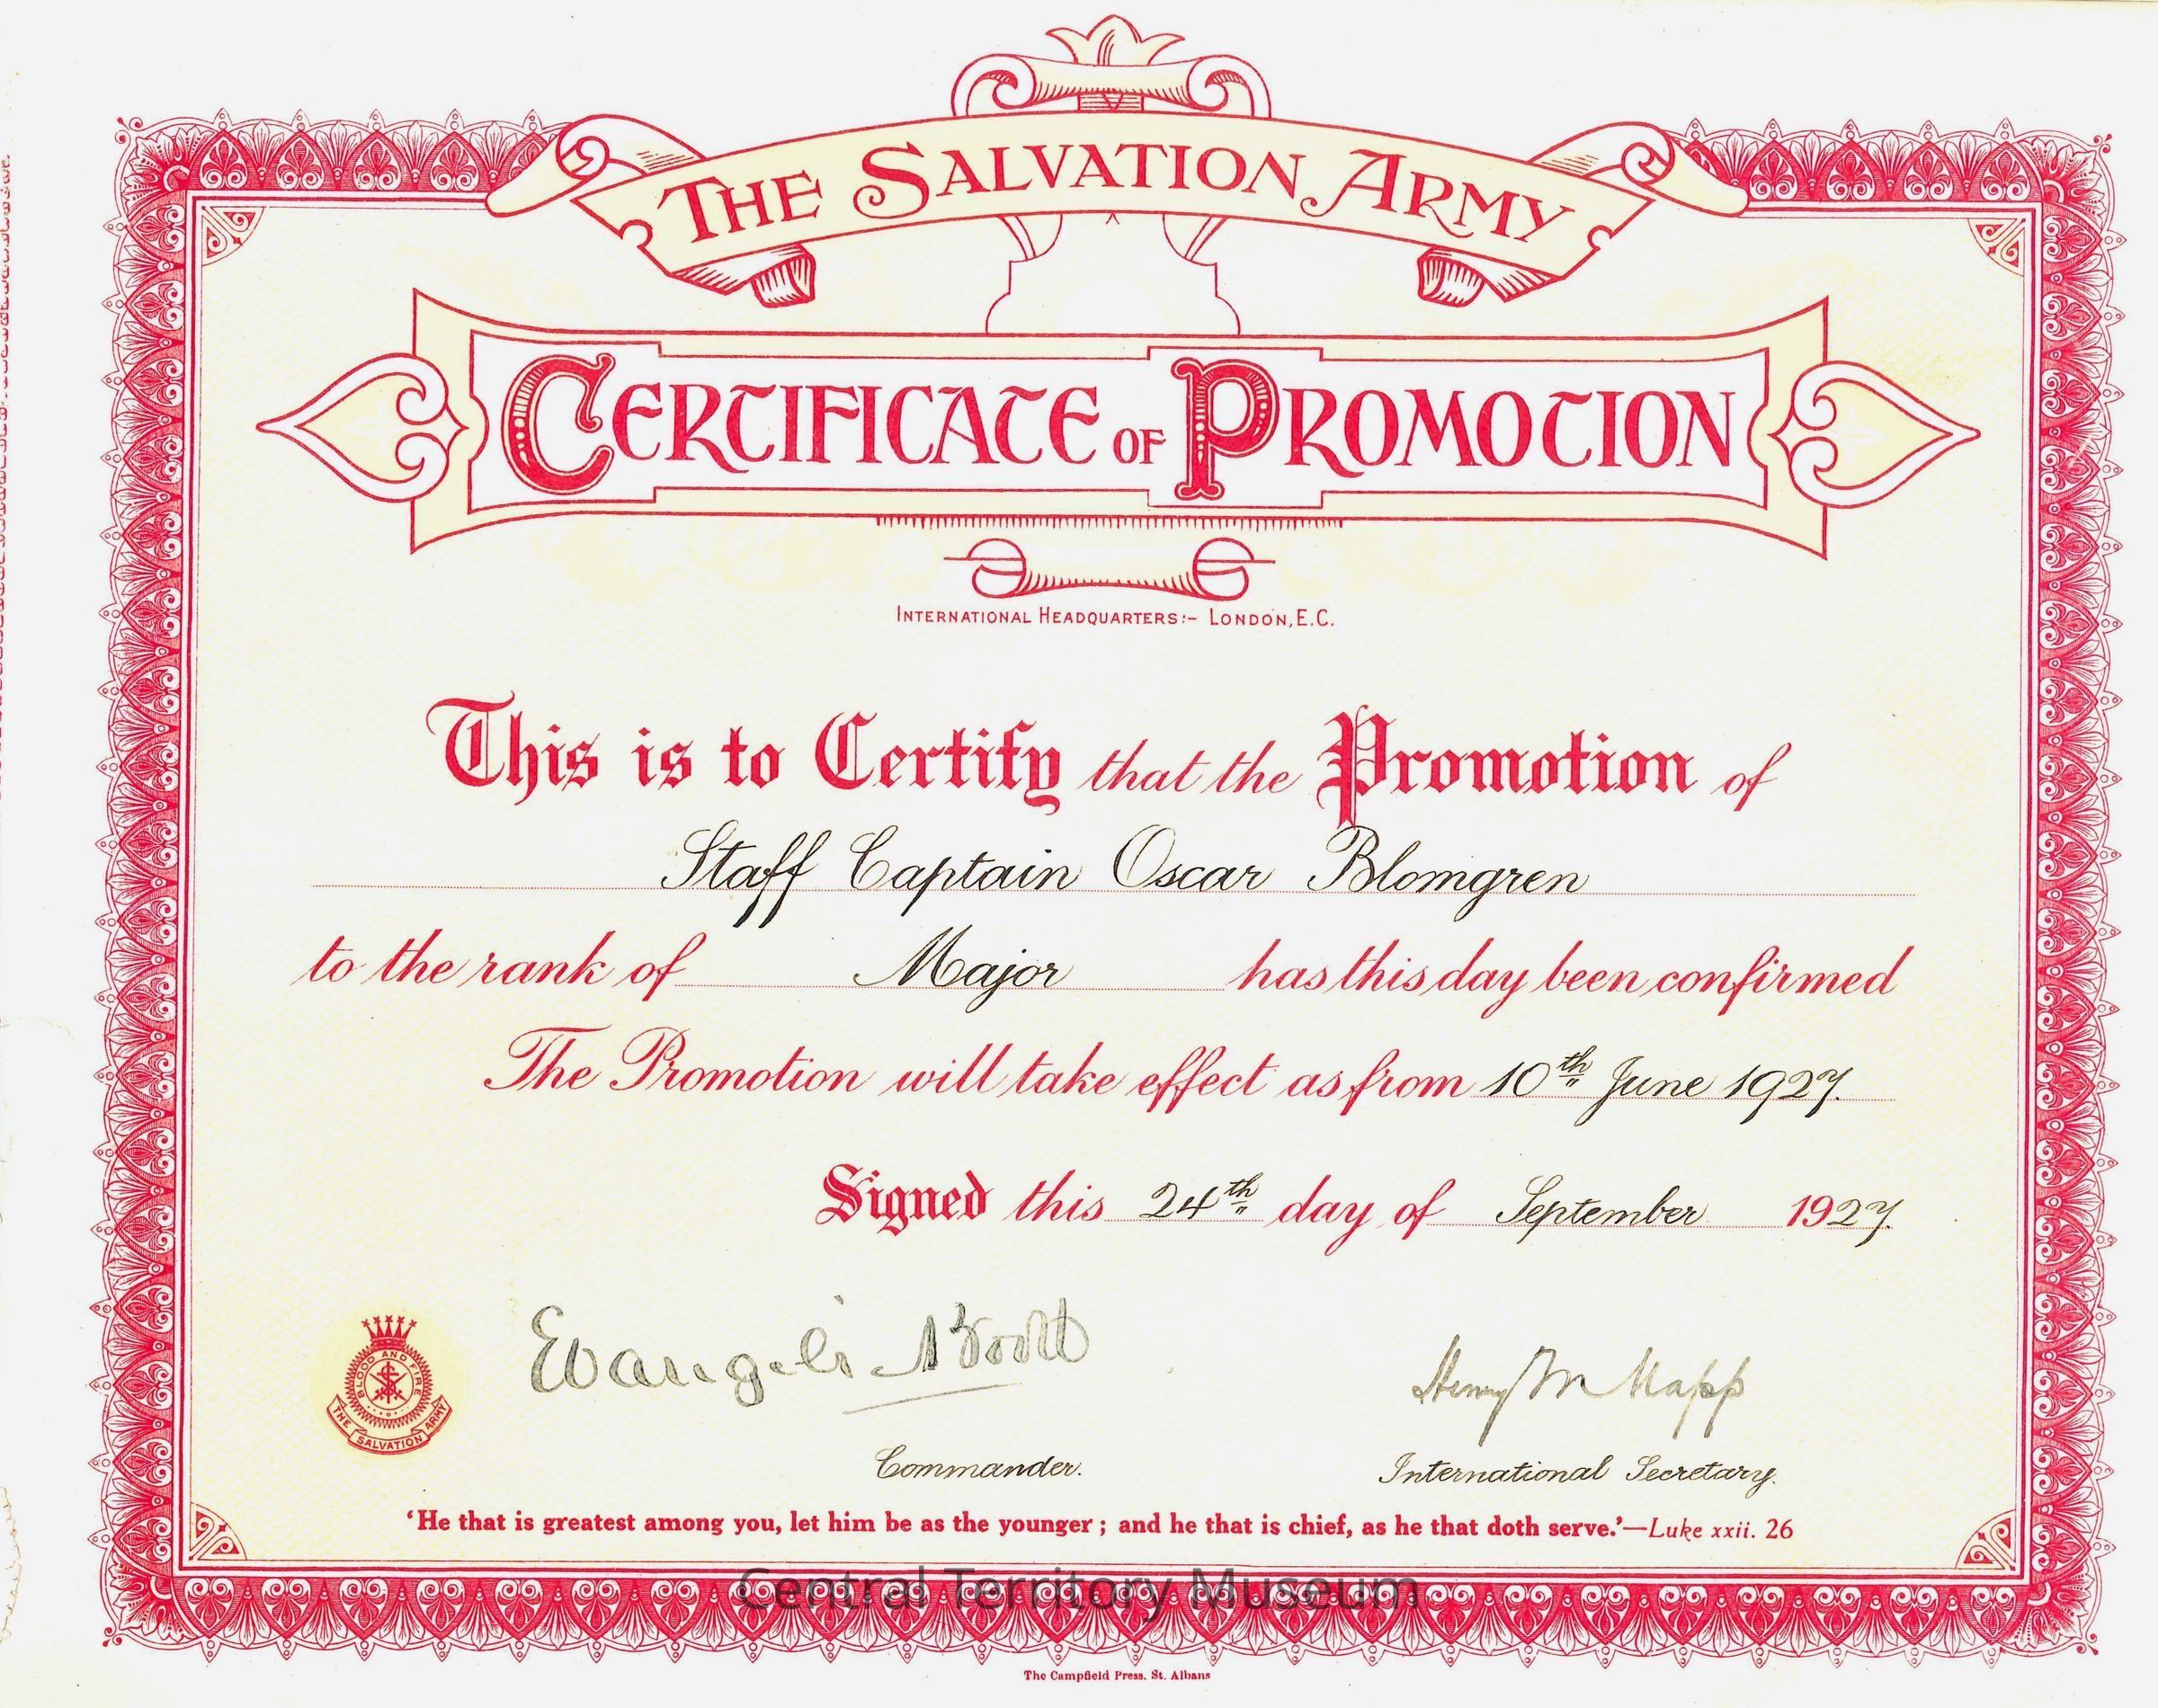 THE SALVATION ARMY
CERTIFICATE OF PROMOTION
INTERNATIONAL HEADQUARTERS:- LONDON, E.C.
This is to Certify that the Promotion of
Staff Captain Oscar Blomgren
to the rank of Major has this day been confirmed
The Promotion will take effect as from 10th June 1927.
Signed this 24th day of September 1927.
BLOOD AND FIRE
THE SALVATION ARMY
Evangeline Booth
Henry W Mapp
Commander.
International Secretary.
‘He that is greatest among you, let him be as the younger; and he that is chief, as he that doth serve.’—Luke xxii. 26
Central Territory Museum
The Campfield Press, St. Albans